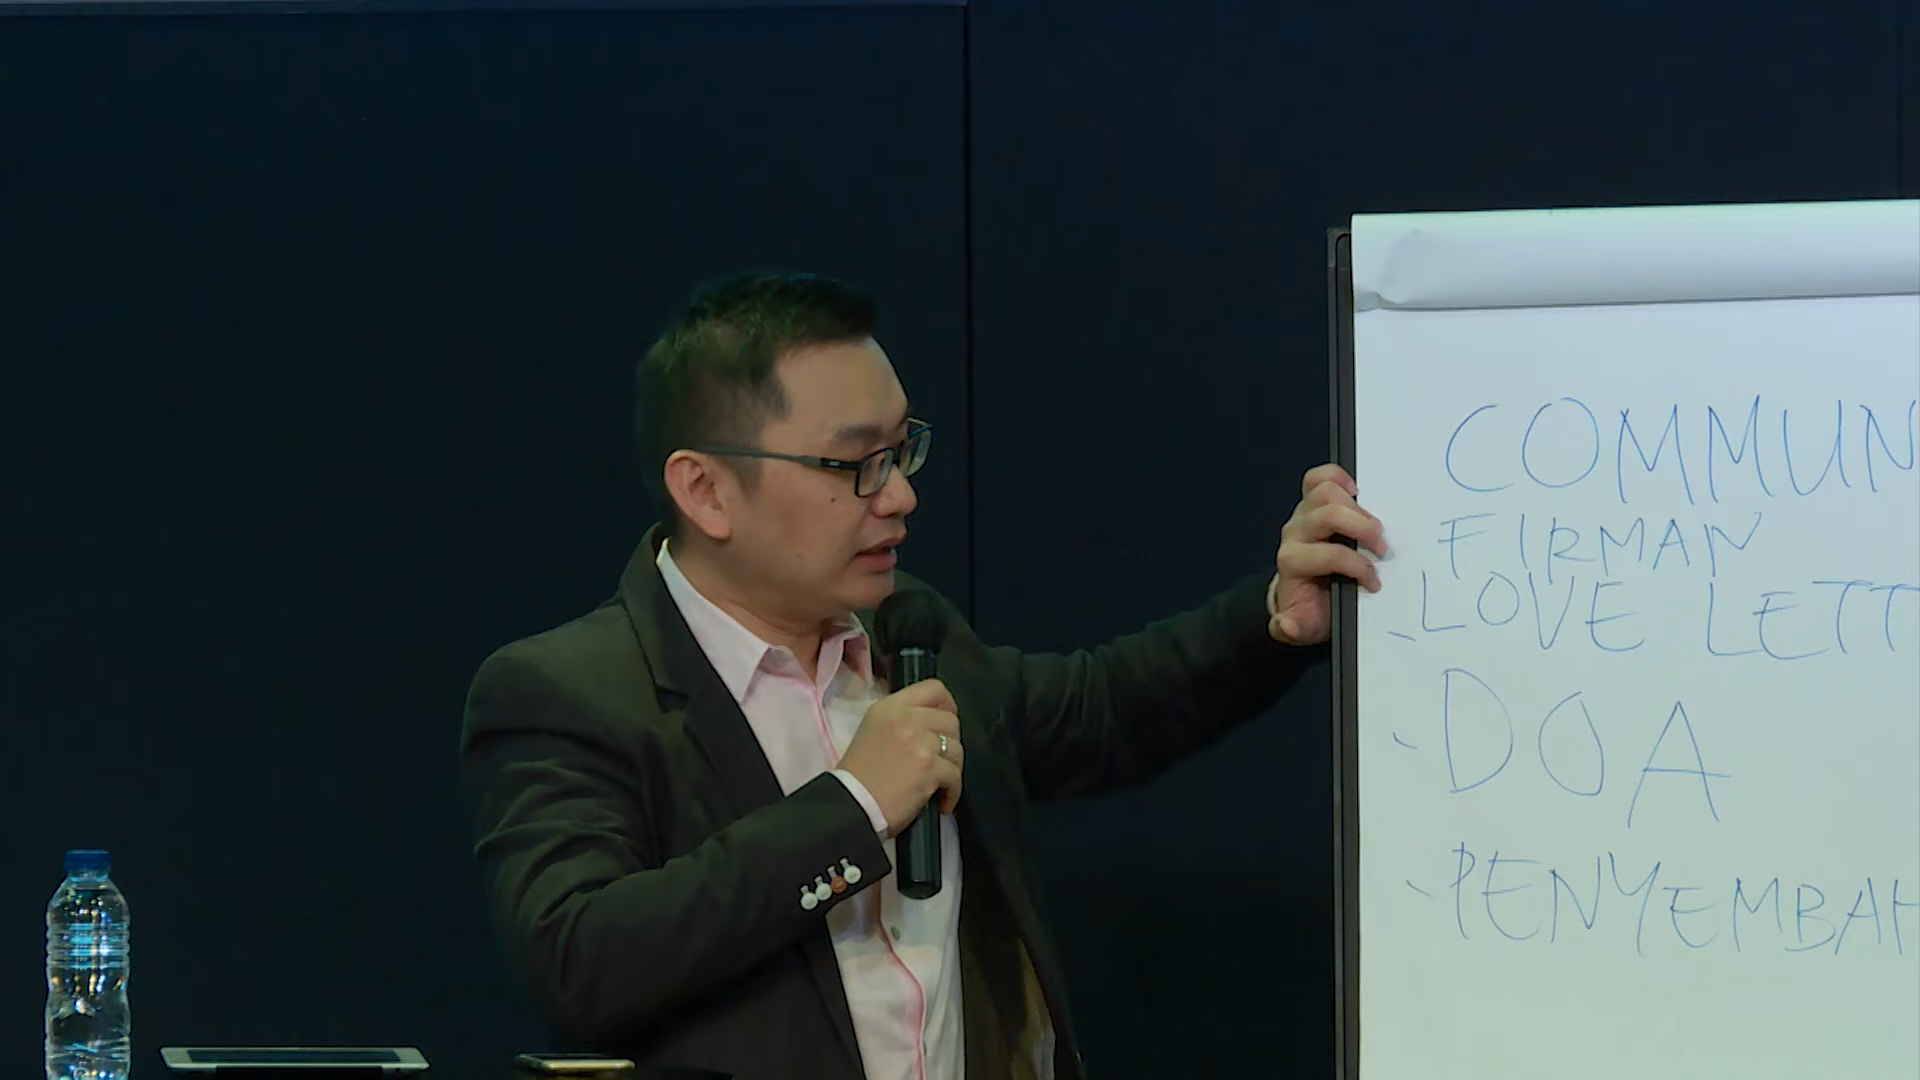 COMMUN
FIRMAN
- LOVE LETT
- DOA
- PENYEMBAH